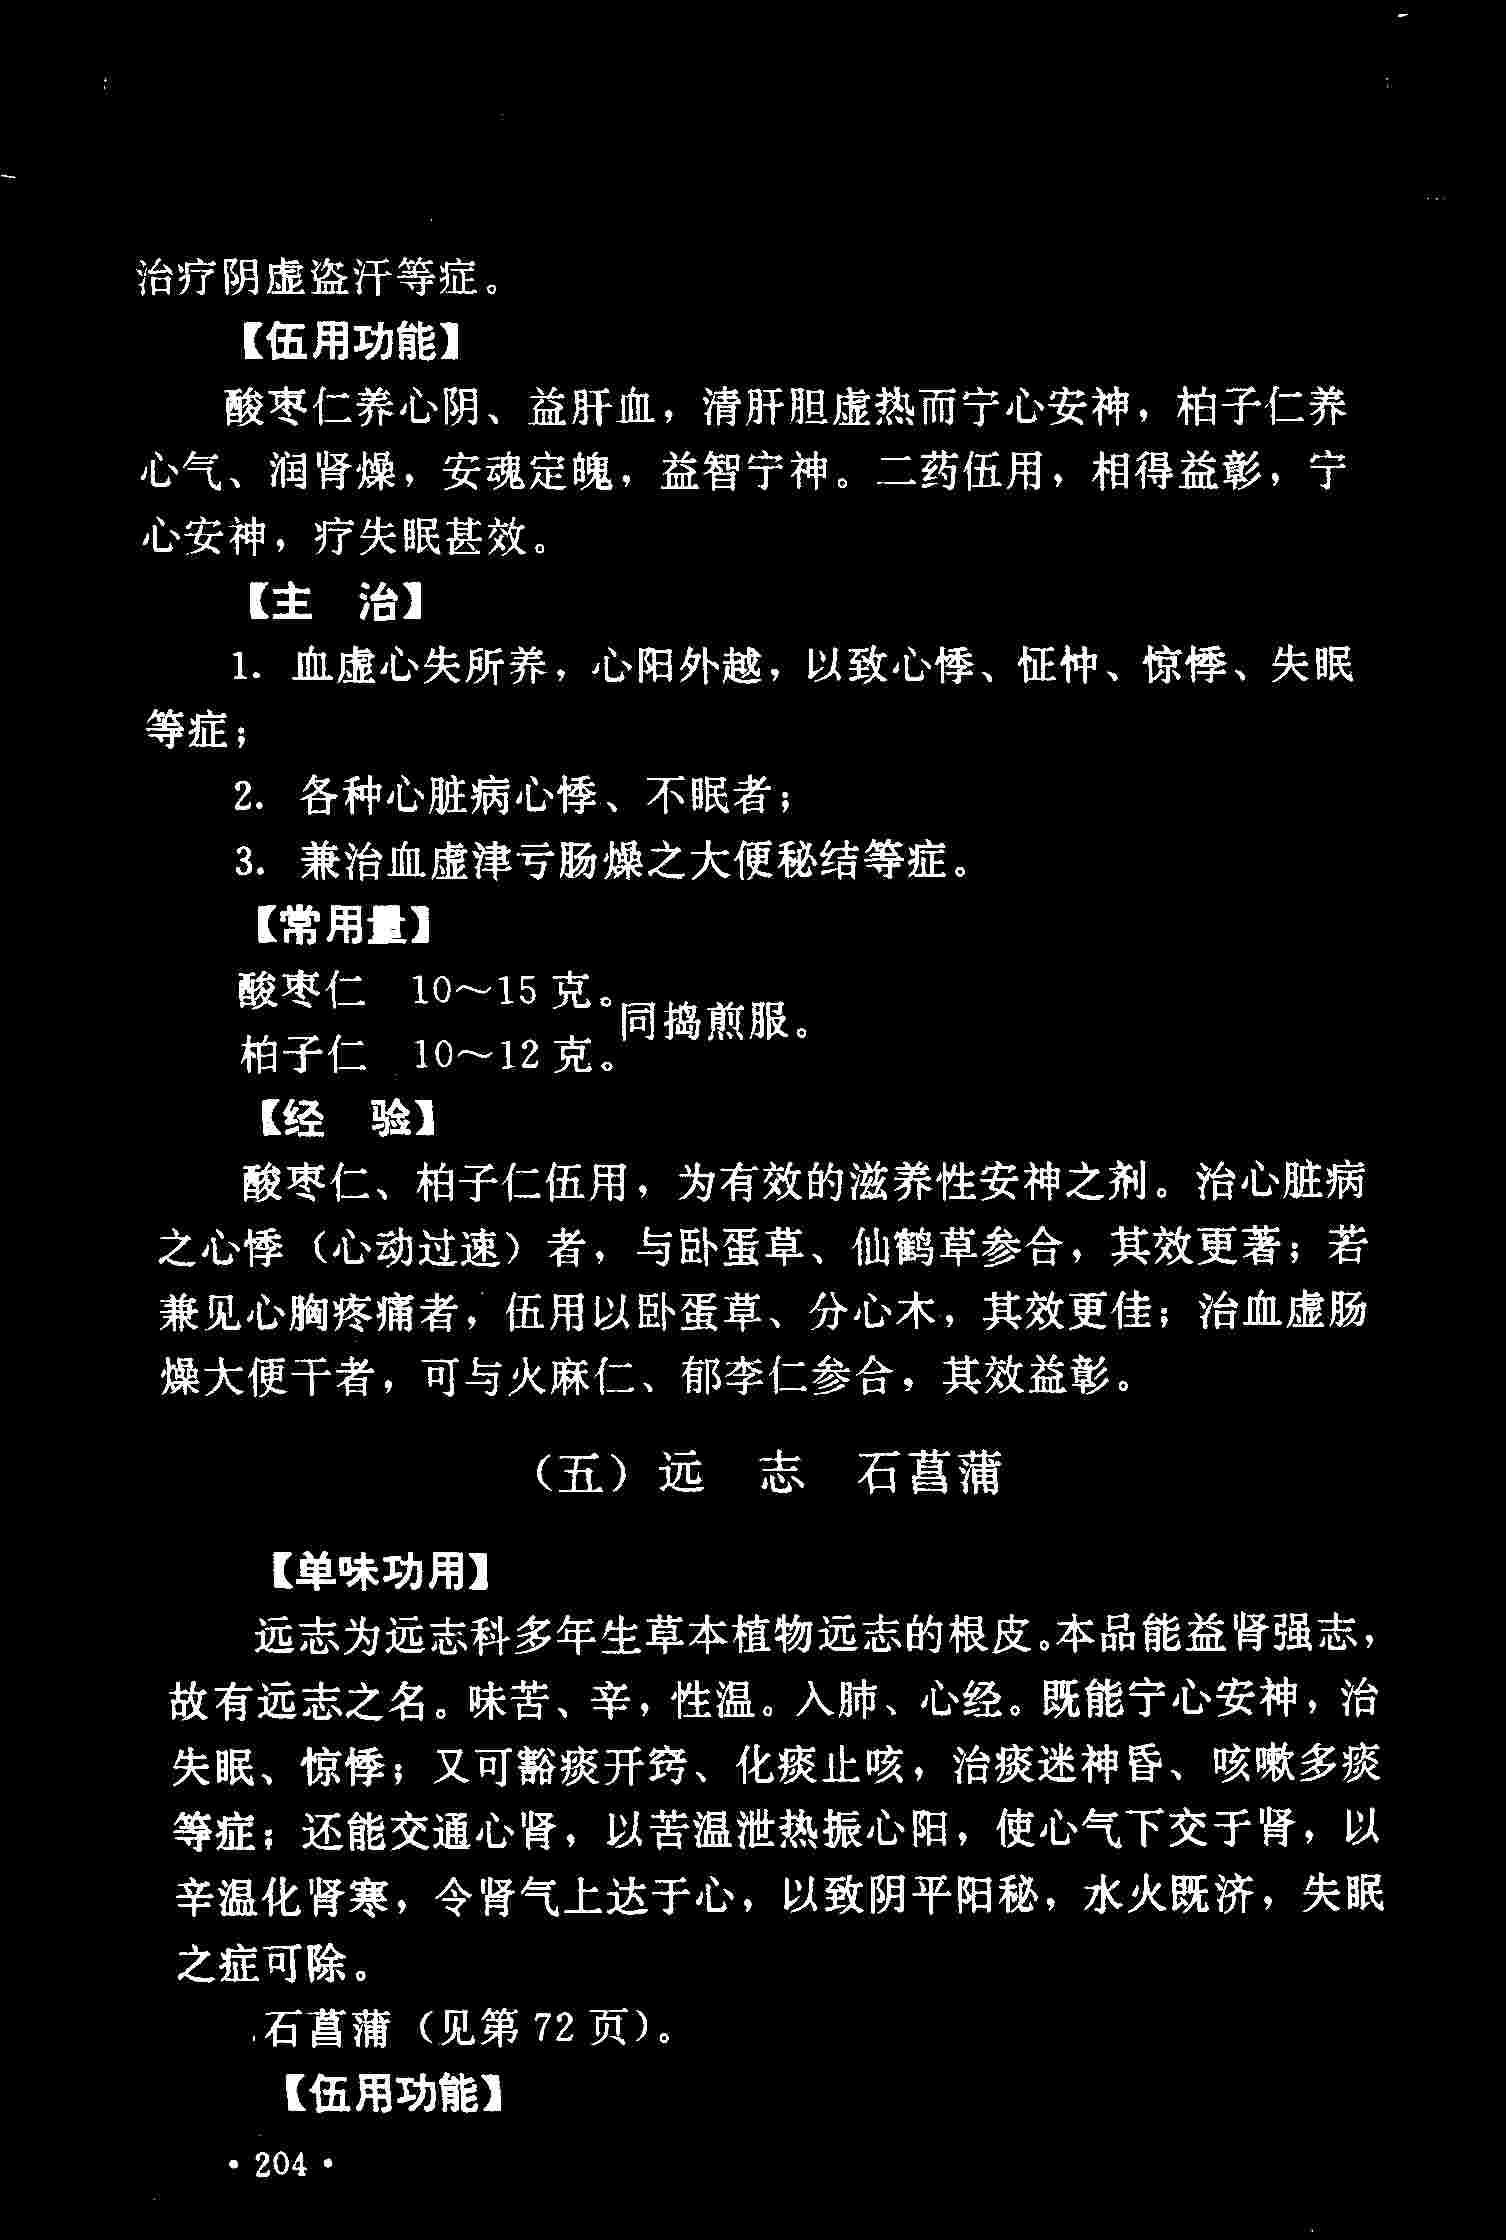 治疗阴虚盗汗等症。
【伍用功能】
酸枣仁养心阴、益肝血，清肝胆虚热而宁心安神，柏子仁养
心气、润肾燥，安魂定魄，益智宁神。二药伍用，相得益彰，宁
心安神，疗失眠甚效。
【主　治】
1. 血虚心失所养，心阳外越，以致心悸、怔忡、惊悸、失眠
等症；
2. 各种心脏病心悸、不眠者；
3. 兼治血虚津亏肠燥之大便秘结等症。
【常用量】
酸枣仁　10～15 克。
同捣煎服。
柏子仁　10～12 克。
【经　验】
酸枣仁、柏子仁伍用，为有效的滋养性安神之剂。治心脏病
之心悸（心动过速）者，与卧蛋草、仙鹤草参合，其效更著；若
兼见心胸疼痛者，伍用以卧蛋草、分心木，其效更佳；治血虚肠
燥大便干者，可与火麻仁、郁李仁参合，其效益彰。
（五）远　志　石菖蒲
【单味功用】
远志为远志科多年生草本植物远志的根皮。本品能益肾强志，
故有远志之名。味苦、辛，性温。入肺、心经。既能宁心安神，治
失眠、惊悸；又可豁痰开窍、化痰止咳，治痰迷神昏、咳嗽多痰
等症；还能交通心肾，以苦温泄热振心阳，使心气下交于肾，以
辛温化肾寒，令肾气上达于心，以致阴平阳秘，水火既济，失眠
之症可除。
石菖蒲（见第 72 页）。
【伍用功能】
· 204 ·